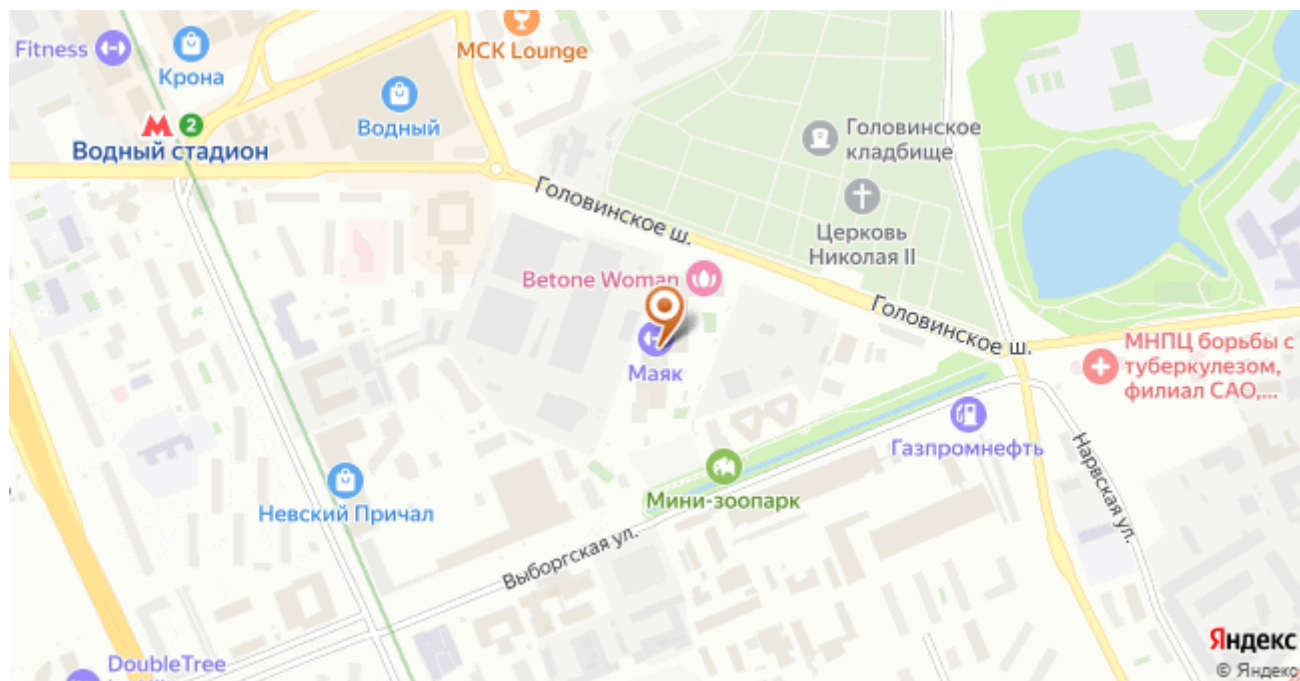 MCK Lounge
Fitness
Крона
Водный
2
Водный стадион
Головинское
кладбище
Головинское ш.
Церковь
Николая II
Betone Woman
Головинское ш.
МНПЦ борьбы с
туберкулезом,
филиал САО,...
Маяк
Газпромнефть
Нарвская ул.
Мини-зоопарк
Невский Причал
Выборгская ул.
DoubleTree
Яндекс
© Яндекс